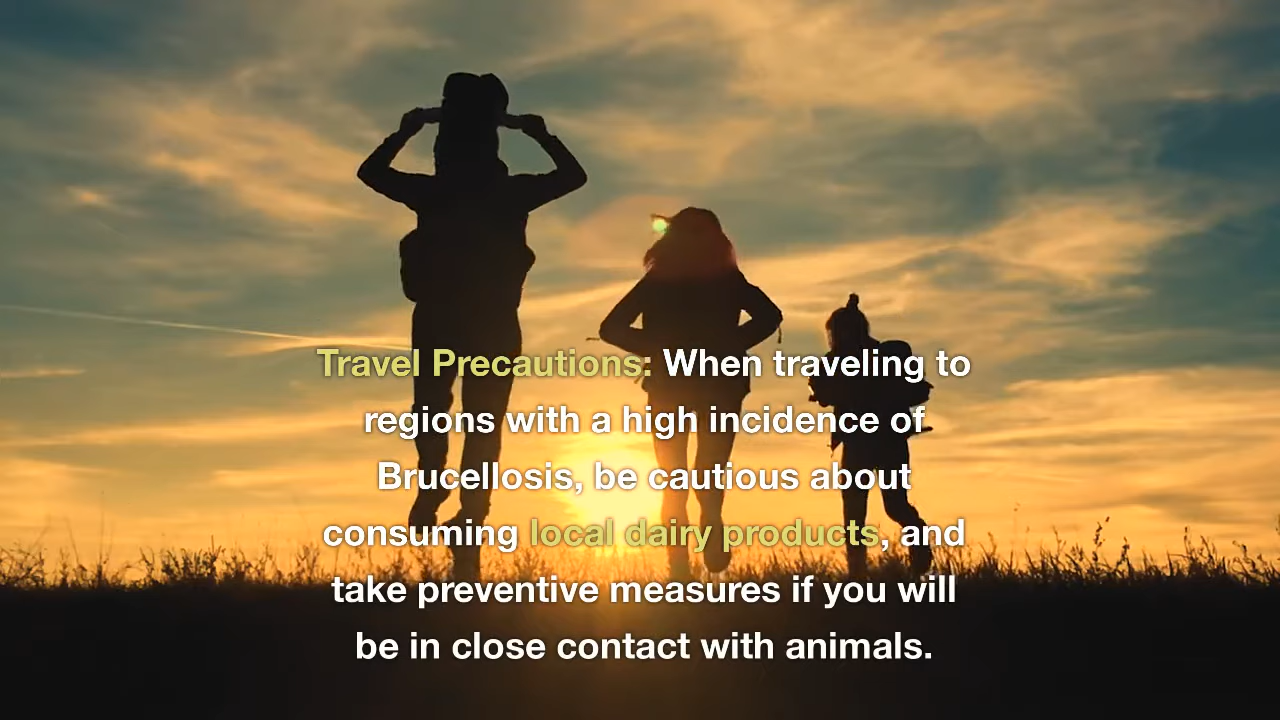 Travel Precautions: When traveling to
regions with a high incidence of
Brucellosis, be cautious about
consuming local dairy products, and
take preventive measures if you will
be in close contact with animals.